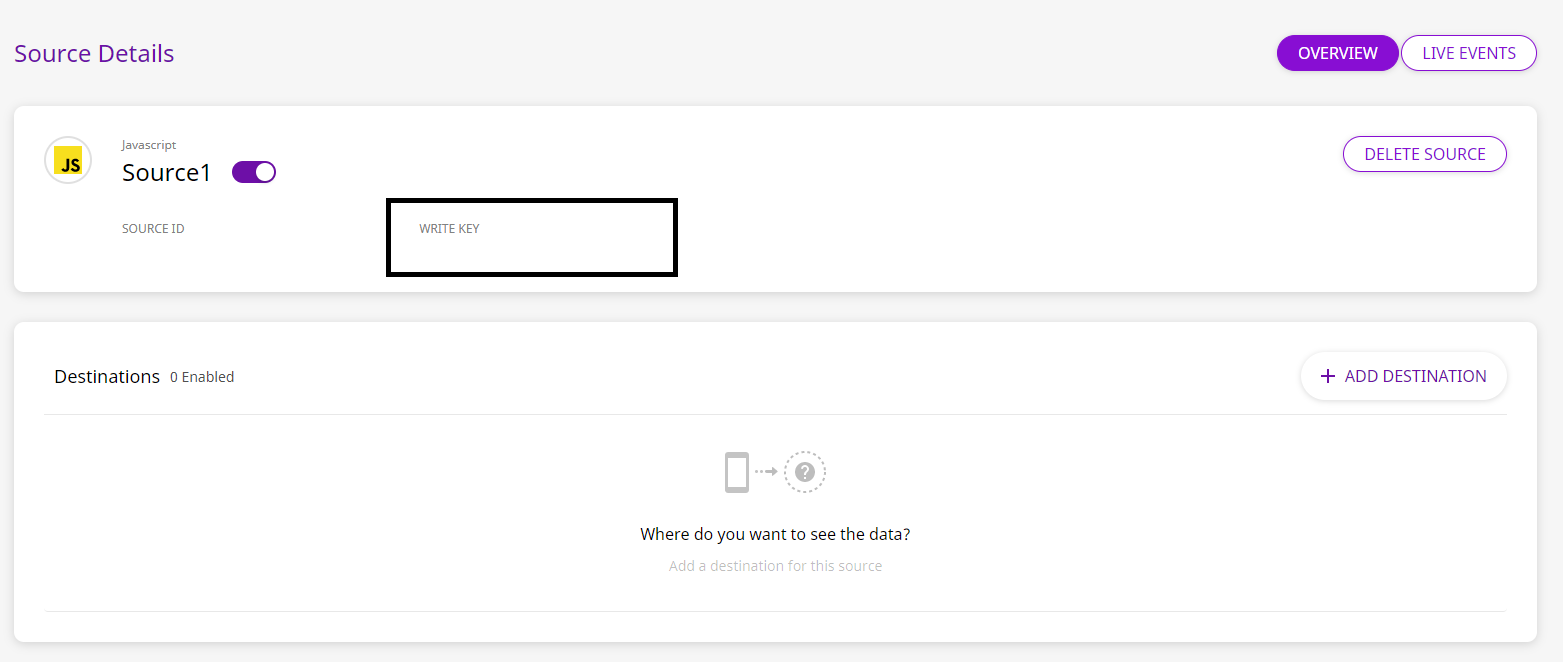 Source Details
OVERVIEW
LIVE EVENTS
JS
Javascript
Source1
DELETE SOURCE
SOURCE ID
WRITE KEY
Destinations 0 Enabled
+ ADD DESTINATION
?
Where do you want to see the data?
Add a destination for this source